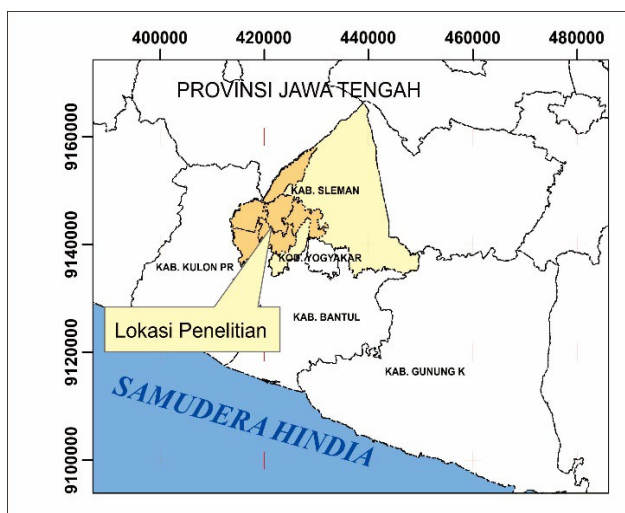 400000 420000 440000 460000 480000
PROVINSI JAWA TENGAH
9160000
KAB. SLEMAN
9140000
KAB. KULON PR
KOD. YOGYAKAR
Lokasi Penelitian
KAB. BANTUL
9120000
KAB. GUNUNG K
SAMUDERA HINDIA
9100000